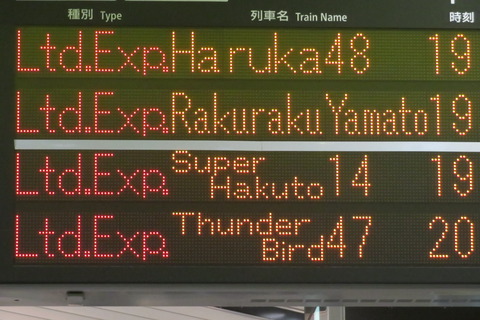 種別 Type 列車名 Train Name 時刻
Ltd.Exp. Haruka 48 19
Ltd.Exp. Rakuraku Yamato 19
Ltd.Exp. Super Hakuto 14 19
Ltd.Exp. Thunder Bird 47 20